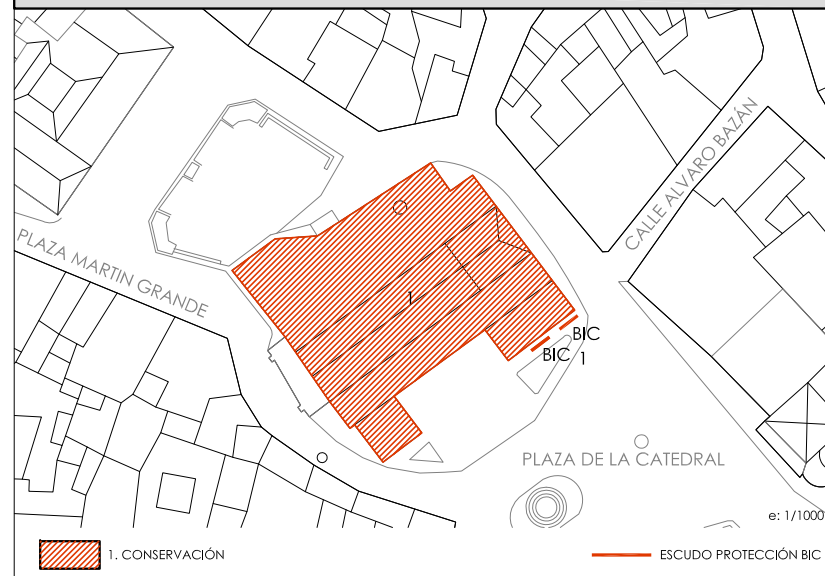 CALLE ALVARO BAZÁN
PLAZA MARTIN GRANDE
1
BIC
BIC 1
PLAZA DE LA CATEDRAL
e: 1/1000
1. CONSERVACIÓN
ESCUDO PROTECCIÓN BIC